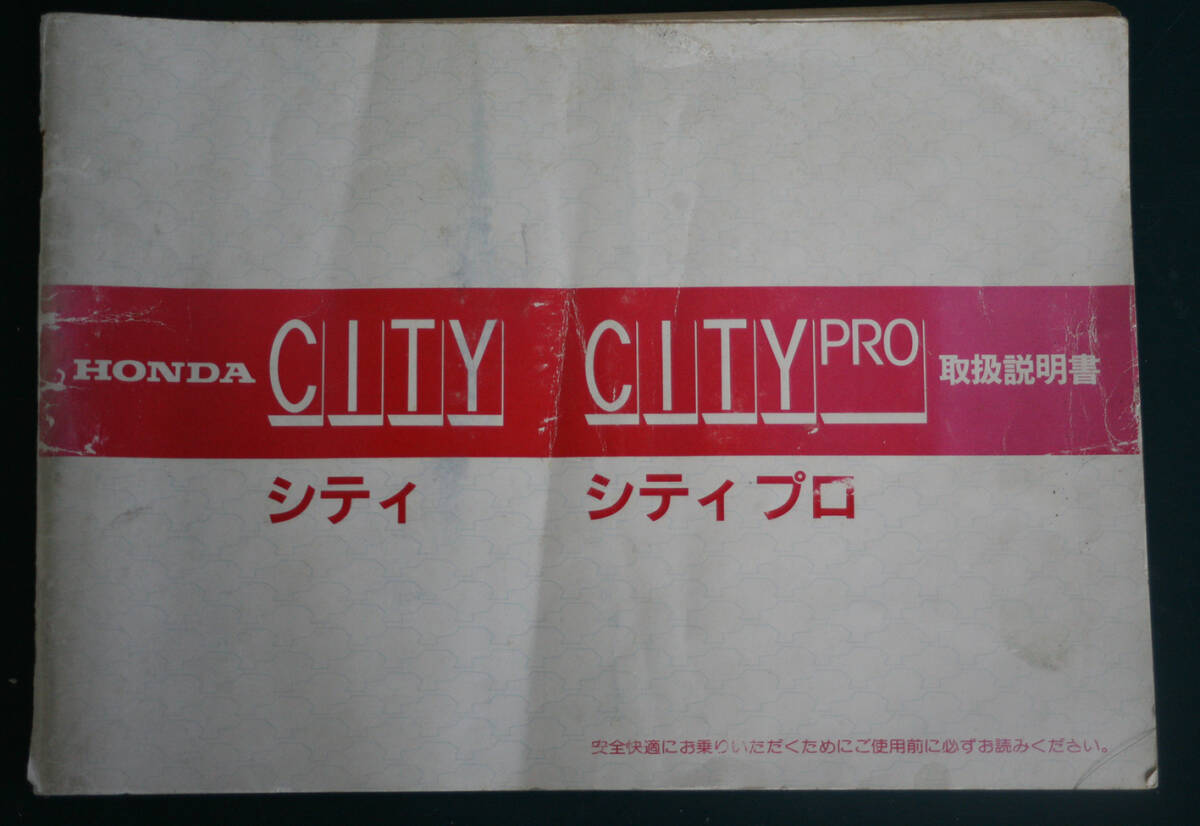 HONDA CITY CITY PRO 取扱説明書
シティ シティプロ
安全快適にお乗りいただくためにご使用前に必ずお読みください。